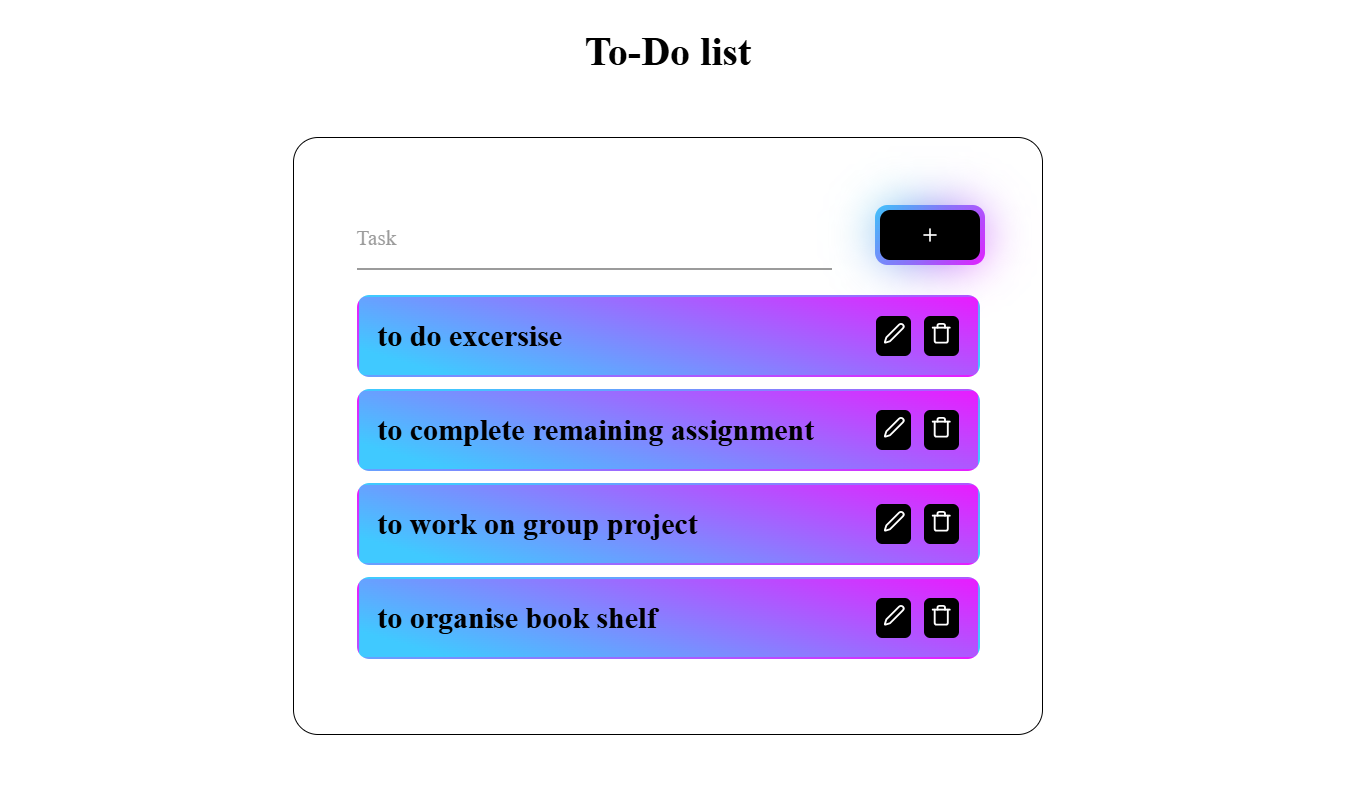 To-Do list
Task
+
to do excersise
to complete remaining assignment
to work on group project
to organise book shelf